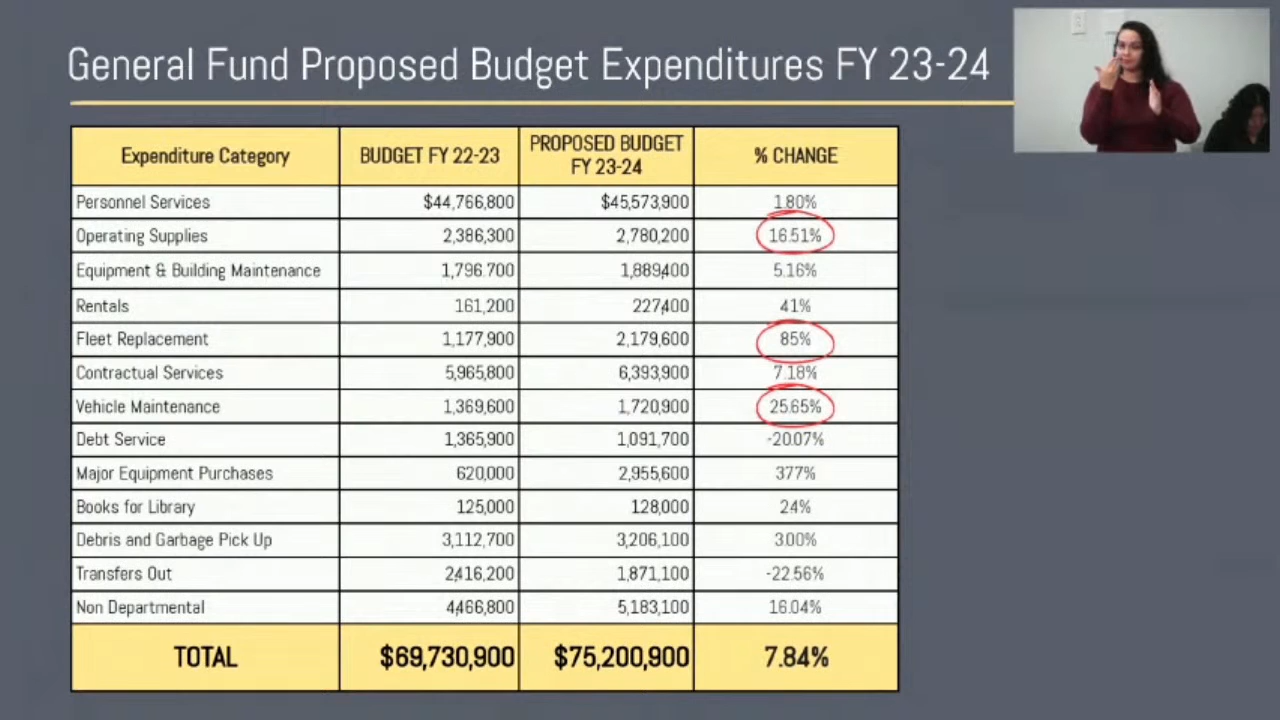 General Fund Proposed Budget Expenditures FY 23-24
Expenditure Category BUDGET FY 22-23 PROPOSED BUDGET FY 23-24 % CHANGE
Personnel Services $44,766,800 $45,573,900 1.80%
Operating Supplies 2,386,300 2,780,200 16.51%
Equipment & Building Maintenance 1,796.700 1,889,400 5.16%
Rentals 161,200 227,400 41%
Fleet Replacement 1,177,900 2,179,600 85%
Contractual Services 5,965,800 6,393,900 7.18%
Vehicle Maintenance 1,369,600 1,720,900 25.65%
Debt Service 1,365,900 1,091,700 -20.07%
Major Equipment Purchases 620,000 2,955,600 377%
Books for Library 125,000 128,000 24%
Debris and Garbage Pick Up 3,112,700 3,206,100 3.00%
Transfers Out 2,416,200 1,871,100 -22.56%
Non Departmental 4,466,800 5,183,100 16.04%
TOTAL $69,730,900 $75,200,900 7.84%